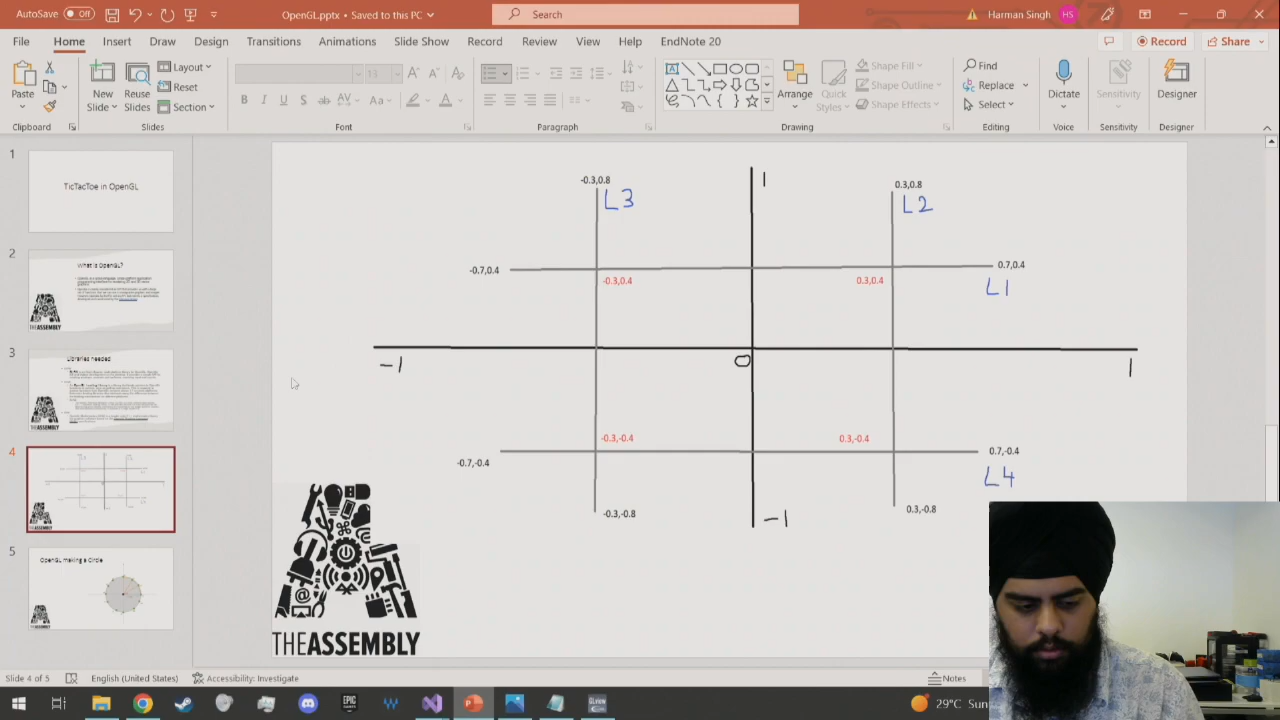 AutoSave Off
OpenGL.pptx • Saved to this PC
Search
Harman Singh HS
File Home Insert Draw Design Transitions Animations Slide Show Record Review View Help EndNote 20
Record Share
Paste
Clipboard
New Slide
Reuse Slides
Layout
Reset
Section
Slides
13
Font
Paragraph
Drawing
Arrange
Quick Styles
Shape Fill
Shape Outline
Shape Effects
Find
Replace
Select
Editing
Dictate
Voice
Sensitivity
Sensitivity
Designer
Designer
1
TicTacToe in OpenGL
2
What is OpenGL?
THEASSEMBLY
3
Libraries needed
THEASSEMBLY
4
5
OpenGL making a Circle
-0.3,0.8
L3
1
0.3,0.8
L2
-0.7,0.4
0.7,0.4
-0.3,0.4
0.3,0.4
L1
-1
0
1
-0.3,-0.4
0.3,-0.4
-0.7,-0.4
0.7,-0.4
L4
-0.3,-0.8
-1
0.3,-0.8
THEASSEMBLY
Slide 4 of 5
English (United States)
Accessibility: Investigate
Notes
EPIC GAMES
29°C Sun